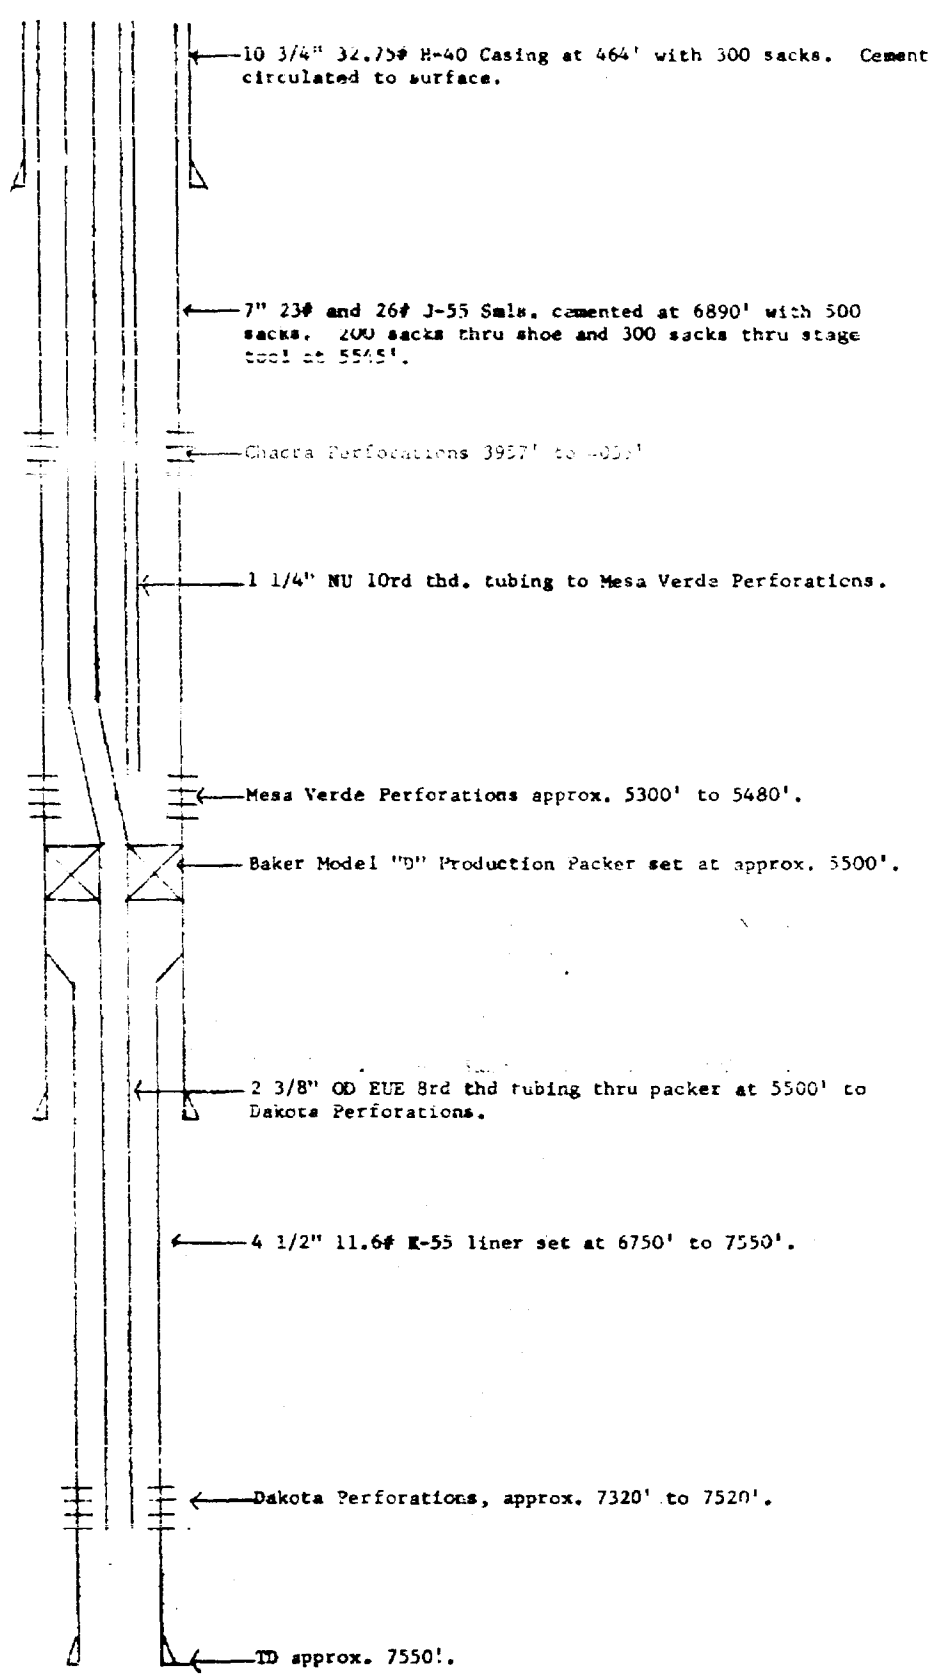 10 3/4" 32.75# H-40 Casing at 464' with 300 sacks. Cement
circulated to surface.
7" 23# and 26# J-55 Smls. cemented at 6890' with 500
sacks. 200 sacks thru shoe and 300 sacks thru stage
tool at 5545'.
Chacra Perforations 3957' to
1 1/4" NU 10rd thd. tubing to Mesa Verde Perforations.
Mesa Verde Perforations approx. 5300' to 5480'.
Baker Model "D" Production Packer set at approx. 5500'.
2 3/8" OD EUE 8rd thd tubing thru packer at 5500' to
Dakota Perforations.
4 1/2" 11.6# K-55 liner set at 6750' to 7550'.
Dakota Perforations, approx. 7320' to 7520'.
TD approx. 7550'.